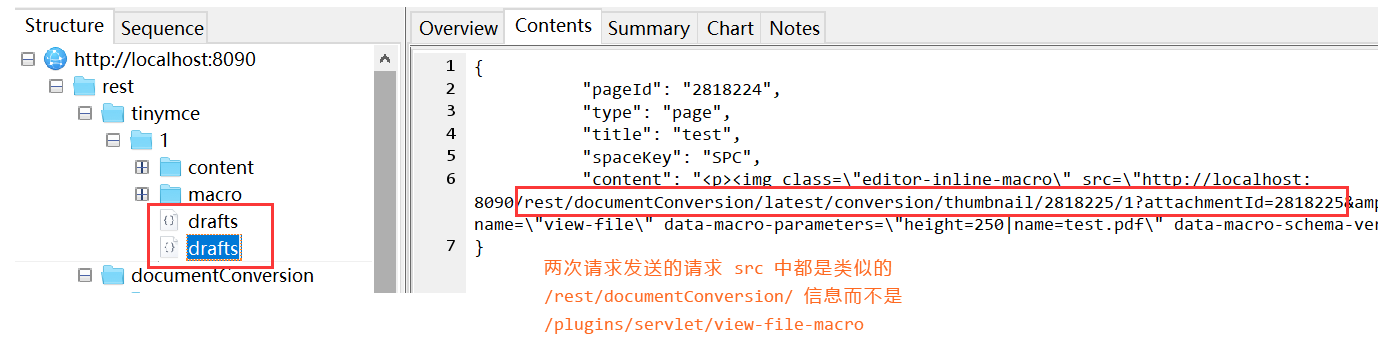 Structure
Sequence
http://localhost:8090
rest
tinymce
1
content
macro
drafts
drafts
documentConversion
Overview
Contents
Summary
Chart
Notes
1 {
2 "pageId": "2818224",
3 "type": "page",
4 "title": "test",
5 "spaceKey": "SPC",
6 "content": "<p><img class=\"editor-inline-macro\" src=\"http://localhost:
8090/rest/documentConversion/latest/conversion/thumbnail/2818225/1?attachmentId=2818225&amp
name=\"view-file\" data-macro-parameters=\"height=250|name=test.pdf\" data-macro-schema-ver
7 }
两次请求发送的请求 src 中都是类似的
/rest/documentConversion/ 信息而不是
/plugins/servlet/view-file-macro